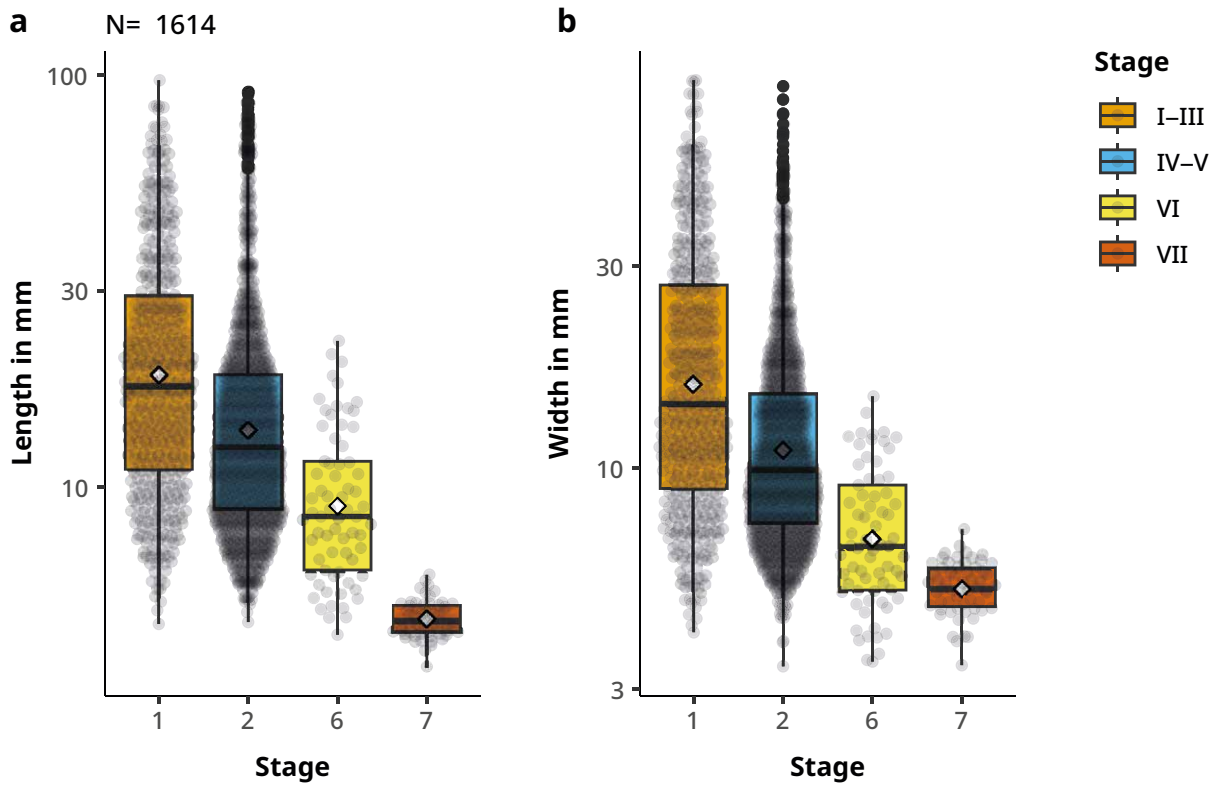 a
N= 1614
Length in mm
100
30
10
1 2 6 7
Stage
b
Width in mm
30
10
3
1 2 6 7
Stage
Stage
I–III
IV–V
VI
VII